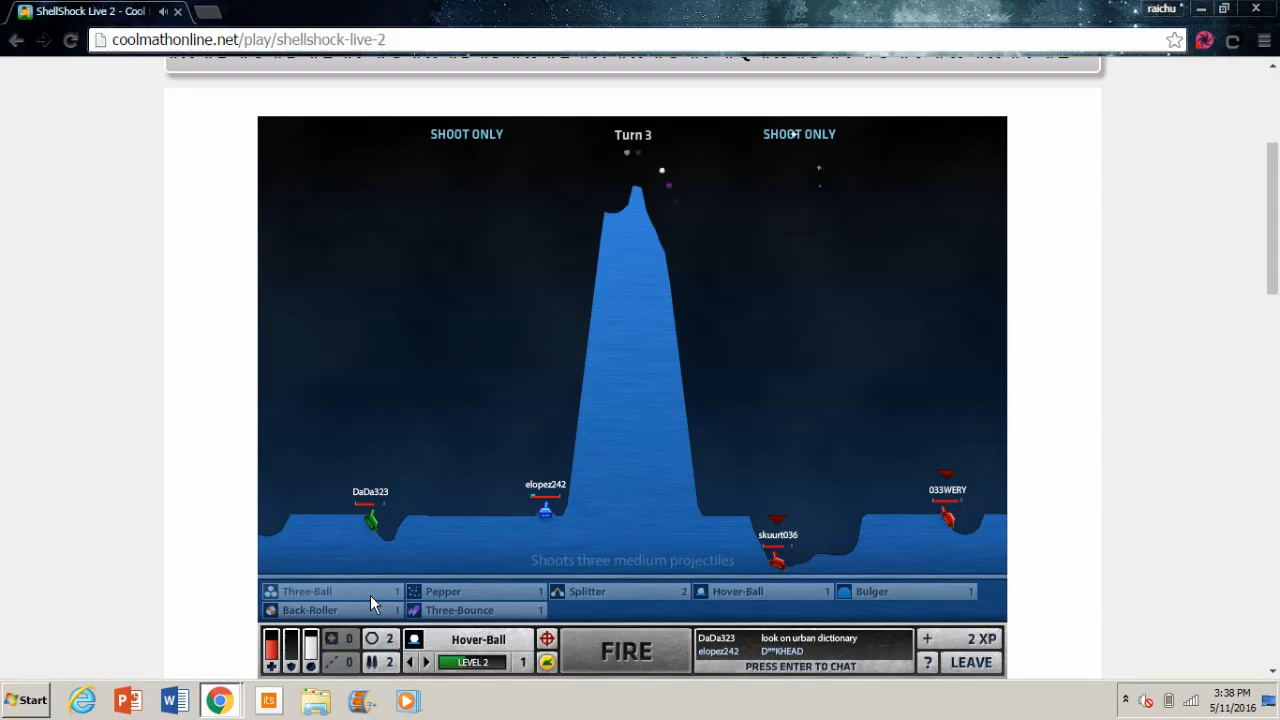 ShellShock Live 2 - Cool
raichu
coolmathonline.net/play/shellshock-live-2
SHOOT ONLY
Turn 3
SHOOT ONLY
DaDa323
elopez242
033WERY
skuurt036
Shoots three medium projectiles
Three-Ball 1
Pepper 1
Splitter 2
Hover-Ball 1
Bulger 1
Back-Roller 1
Three-Bounce 1
0 2 Hover-Ball
0 2 LEVEL 2 1
FIRE
DaDa323 look on urban dictionary
elopez242 D**KHEAD
PRESS ENTER TO CHAT
+ 2 XP
? LEAVE
Start
its
3:38 PM
5/11/2016